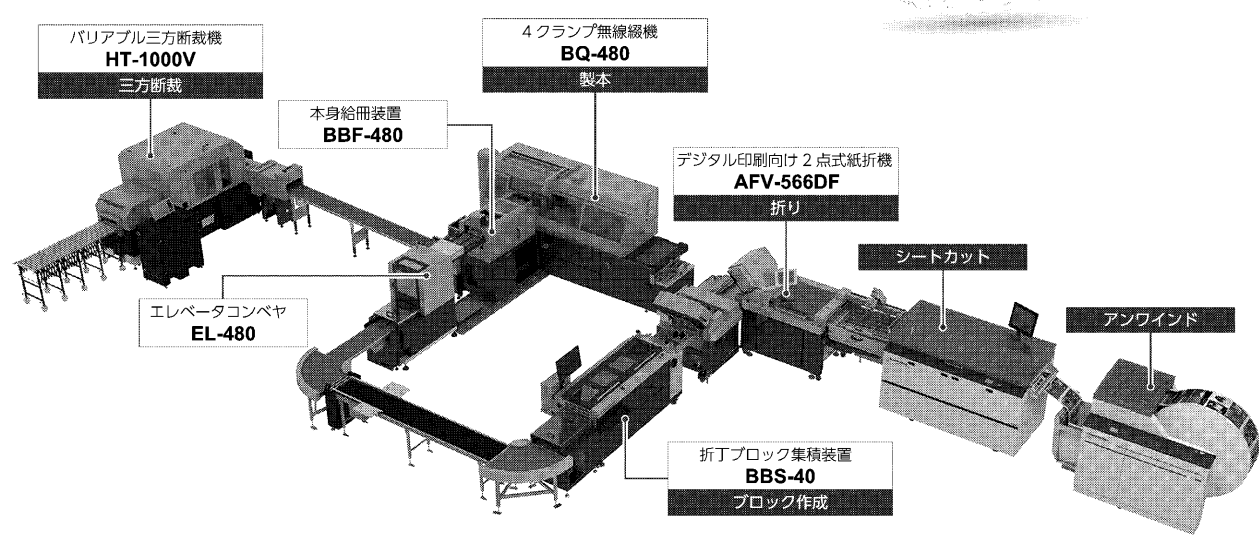 バリアブル三方断裁機
HT-1000V
三方断裁
4クランプ無線綴機
BQ-480
製本
本身給冊装置
BBF-480
デジタル印刷向け2点式紙折機
AFV-566DF
折り
シートカット
アンワインド
エレベータコンベヤ
EL-480
折丁ブロック集積装置
BBS-40
ブロック作成